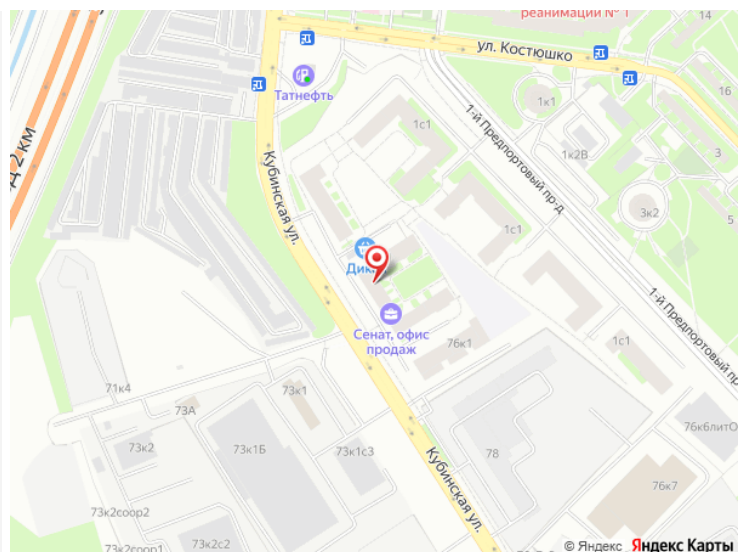 реанимации № 1
14
ул. Костюшко
16
Татнефть
1к1
1с1
1-й Предпортовый пр-д
1к2В
3
Кубинская ул.
3к2
5
1с1
Дикси
Сенат, офис
продаж
76к1
1-й Предпортовый пр
1с1
71к4
73к1
73А
73к2
73к1Б
73к1с3
78
76к6литО
76к7
Кубинская ул.
73к2соор2
73к2соор1
73к2с2
© Яндекс Яндекс Карты